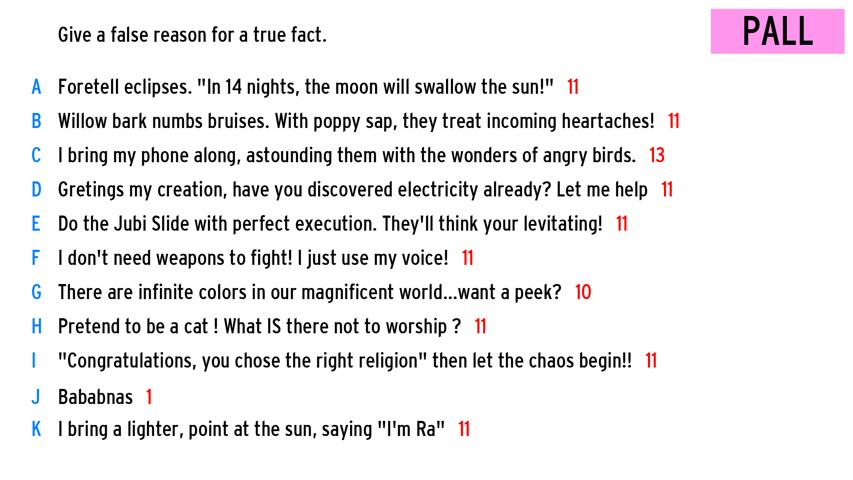 PALL
Give a false reason for a true fact.
A Foretell eclipses. "In 14 nights, the moon will swallow the sun!" 11
B Willow bark numbs bruises. With poppy sap, they treat incoming heartaches! 11
C I bring my phone along, astounding them with the wonders of angry birds. 13
D Gretings my creation, have you discovered electricity already? Let me help 11
E Do the Jubi Slide with perfect execution. They'll think your levitating! 11
F I don't need weapons to fight! I just use my voice! 11
G There are infinite colors in our magnificent world...want a peek? 10
H Pretend to be a cat ! What IS there not to worship ? 11
I "Congratulations, you chose the right religion" then let the chaos begin!! 11
J Bababnas 1
K I bring a lighter, point at the sun, saying "I'm Ra" 11